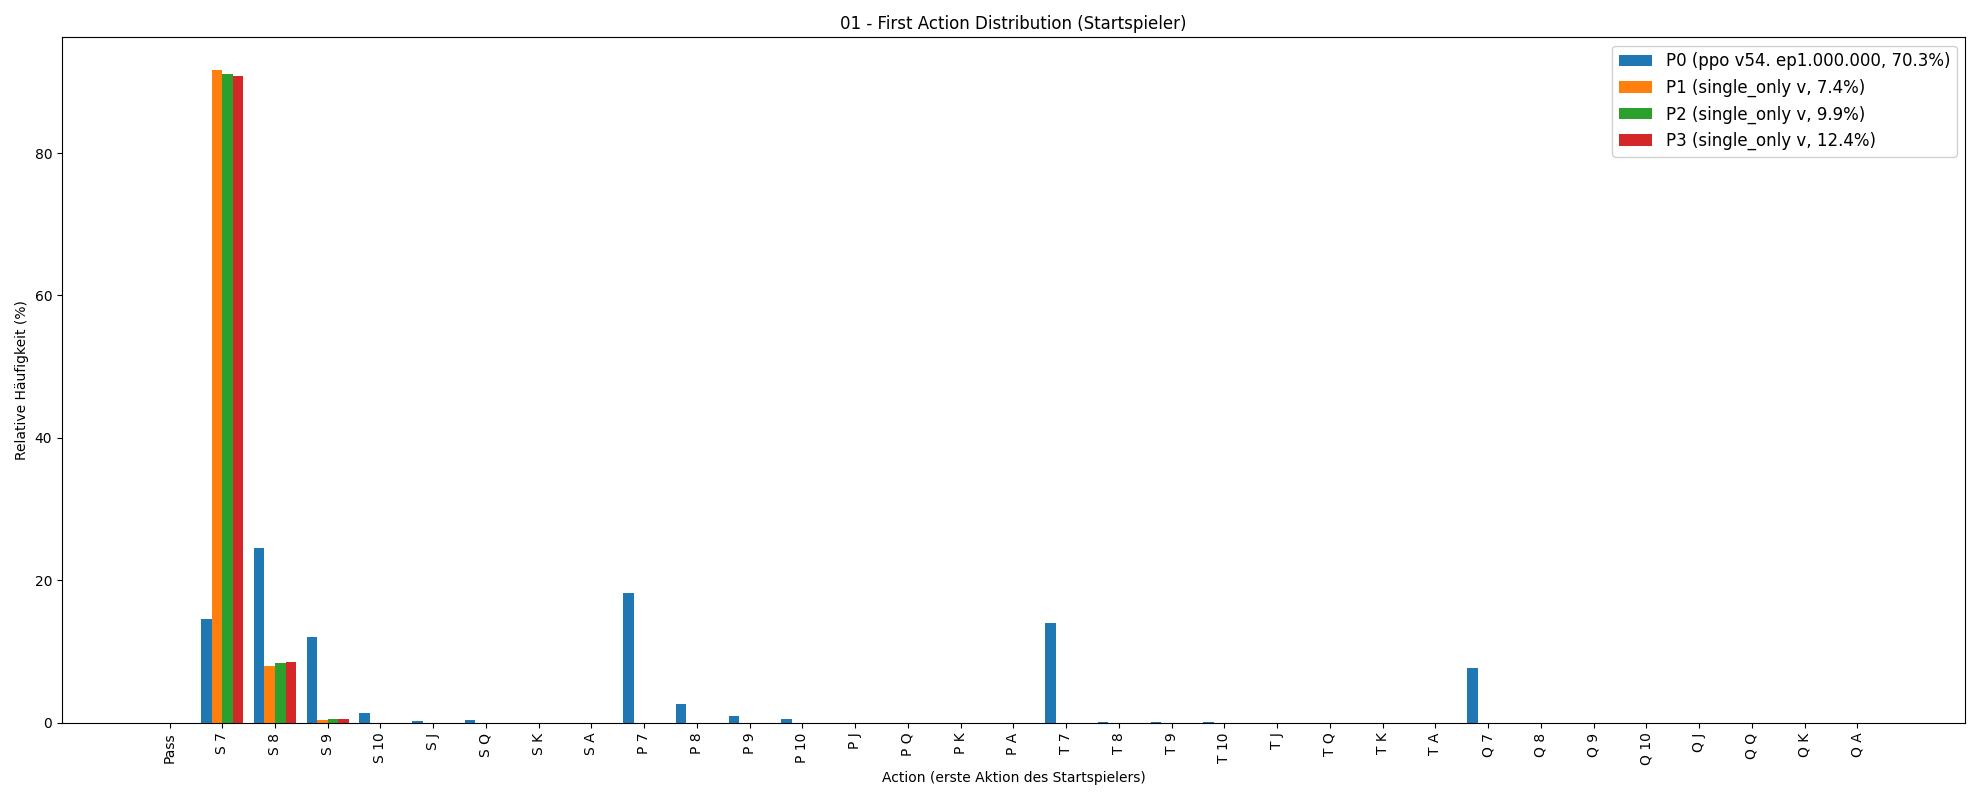 01 - First Action Distribution (Startspieler)
P0 (ppo v54. ep1.000.000, 70.3%)
P1 (single_only v, 7.4%)
P2 (single_only v, 9.9%)
P3 (single_only v, 12.4%)
Relative Häufigkeit (%)
80
60
40
20
0
Pass
S 7
S 8
S 9
S 10
S J
S Q
S K
S A
P 7
P 8
P 9
P 10
P J
P Q
P K
P A
T 7
T 8
T 9
T 10
T J
T Q
T K
T A
Q 7
Q 8
Q 9
Q 10
Q J
Q Q
Q K
Q A
Action (erste Aktion des Startspielers)